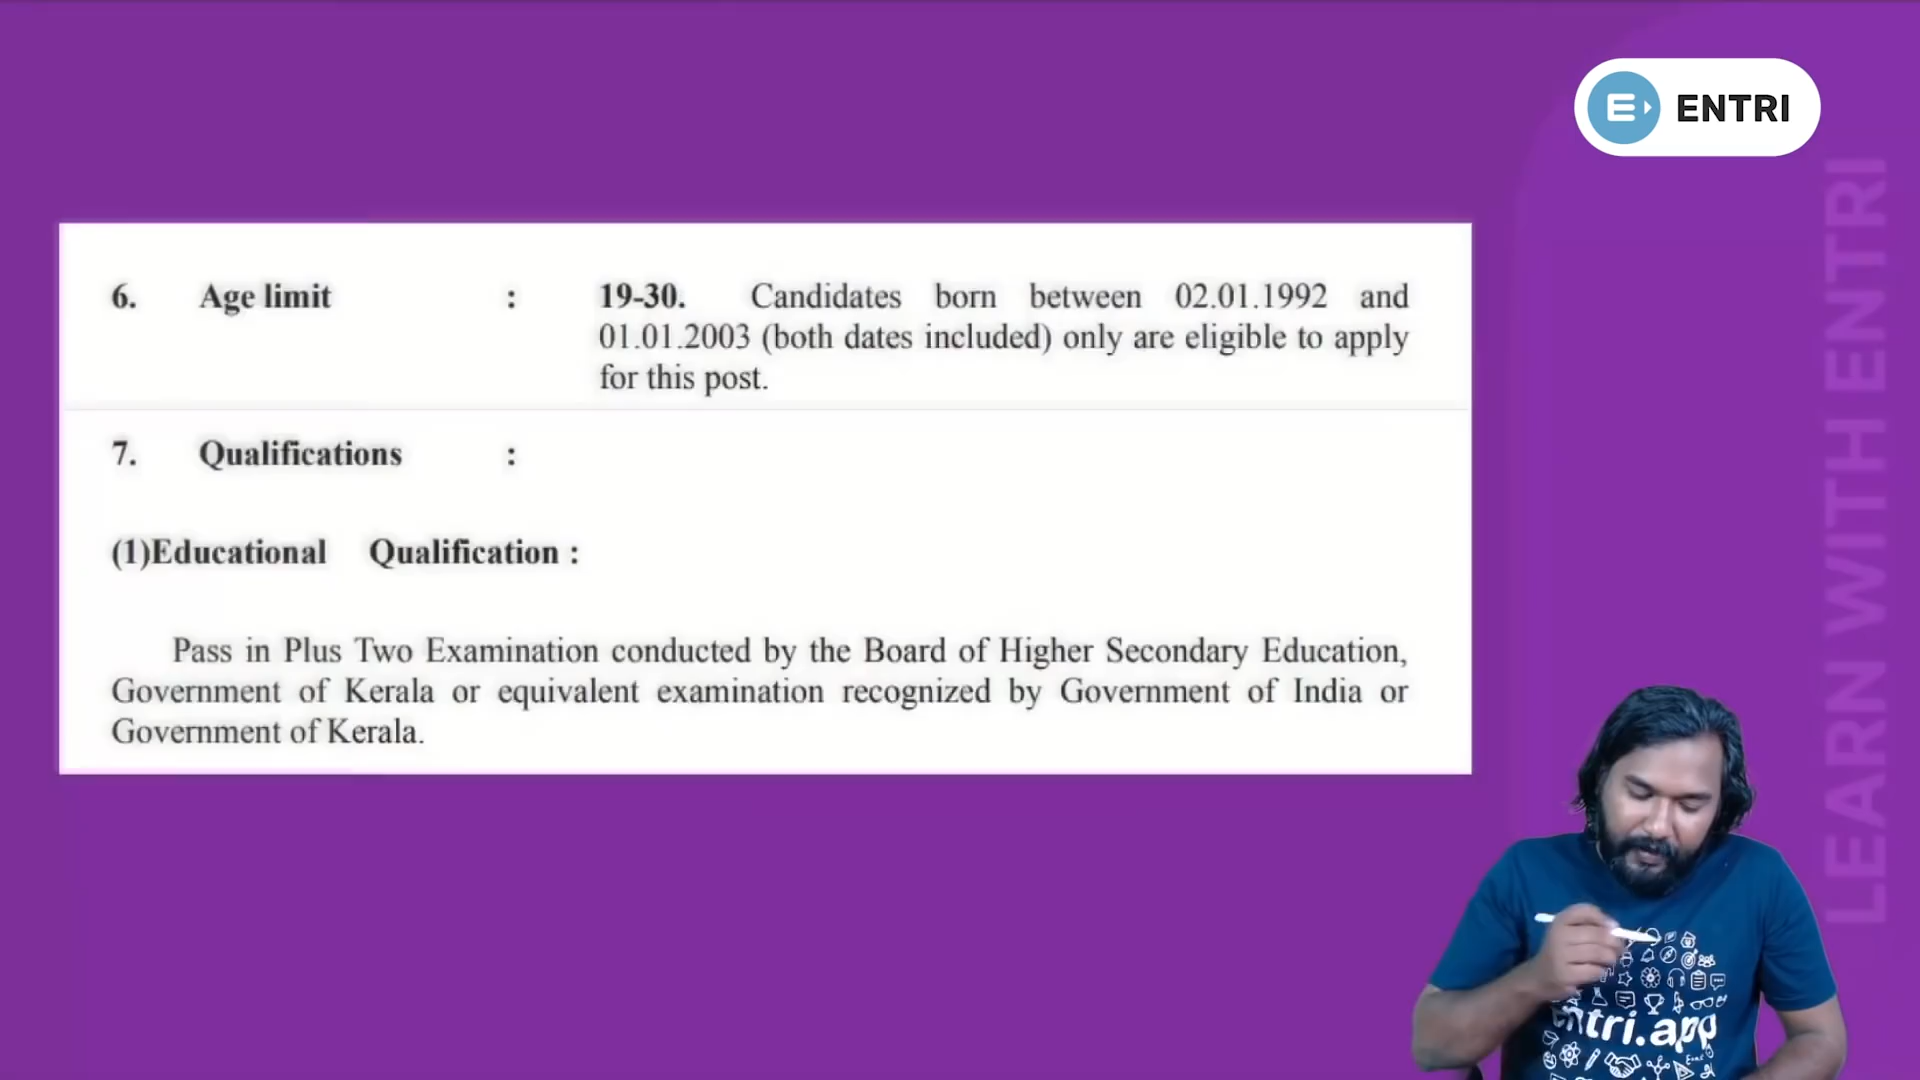 ENTRI
LEARN WITH ENTRI
6. Age limit : 19-30. Candidates born between 02.01.1992 and
01.01.2003 (both dates included) only are eligible to apply
for this post.
7. Qualifications :
(1)Educational Qualification :
Pass in Plus Two Examination conducted by the Board of Higher Secondary Education,
Government of Kerala or equivalent examination recognized by Government of India or
Government of Kerala.
entri.app